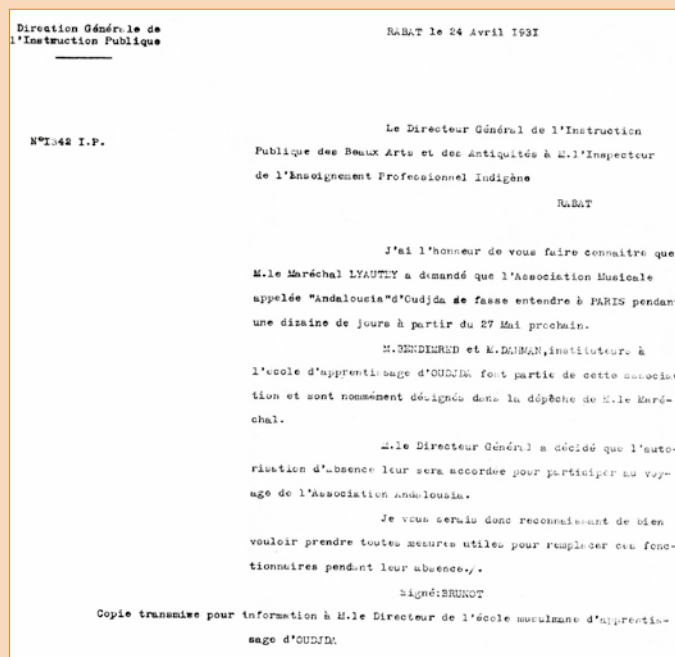 Direction Générale de
l'Instruction Publique
RABAT le 24 Avril I93I
N°I342 I.P.
Le Directeur Général de l'Instruction
Publique des Beaux Arts et des Antiquités à M.l'Inspecteur
de l'Enseignement Professionnel Indigène
RABAT
J'ai l'honneur de vous faire connaitre que
M.le Maréchal LYAUTEY a demandé que l'Association Musicale
appelée "Andalousia"d'Oudjda se fasse entendre à PARIS pendant
une dizaine de jours à partir du 27 Mai prochain.
M.BENDIMRED et M.DAHMAN,instituteurs à
l'école d'apprentissage d'OUDJDA font partie de cette associa-
tion et sont nommément désignés dans la dépêche de M.le Maré-
chal.
M.le Directeur Général a décidé que l'auto-
risation d'absence leur sera accordée pour participer au voy-
age de l'Association Andalousia.
Je vous serais donc reconnaissant de bien
vouloir prendre toutes mesures utiles pour remplacer ces fonc-
tionnaires pendant leur absence./.
Signé:BRUNOT
Copie transmise pour information à M.le Directeur de l'école musulmane d'apprentis-
sage d'OUDJDA